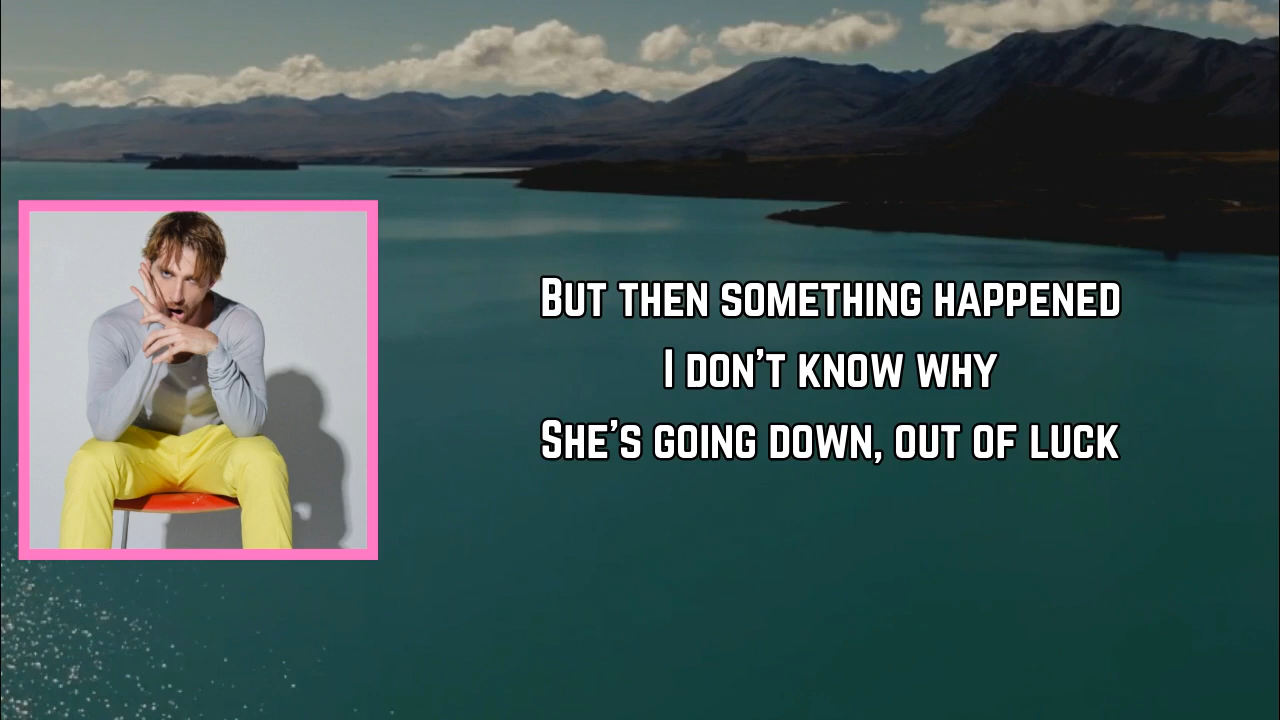 But then something happened
I don't know why
She's going down, out of luck